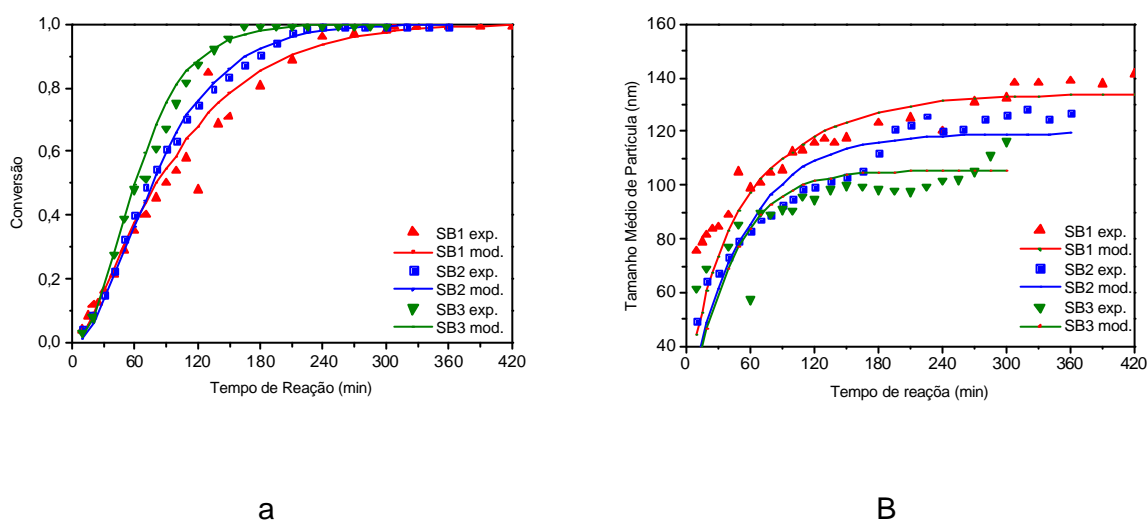 1,0
0,8
0,6
0,4
0,2
0,0
Conversão
60 120 180 240 300 360 420
Tempo de Reação (min)
SB1 exp.
SB1 mod.
SB2 exp.
SB2 mod.
SB3 exp.
SB3 mod.
a
160
140
120
100
80
60
40
Tamanho Médio de Partícula (nm)
0 60 120 180 240 300 360 420
Tempo de reaçõa (min)
SB1 exp.
SB1 mod.
SB2 exp.
SB2 mod.
SB3 exp.
SB3 mod.
B